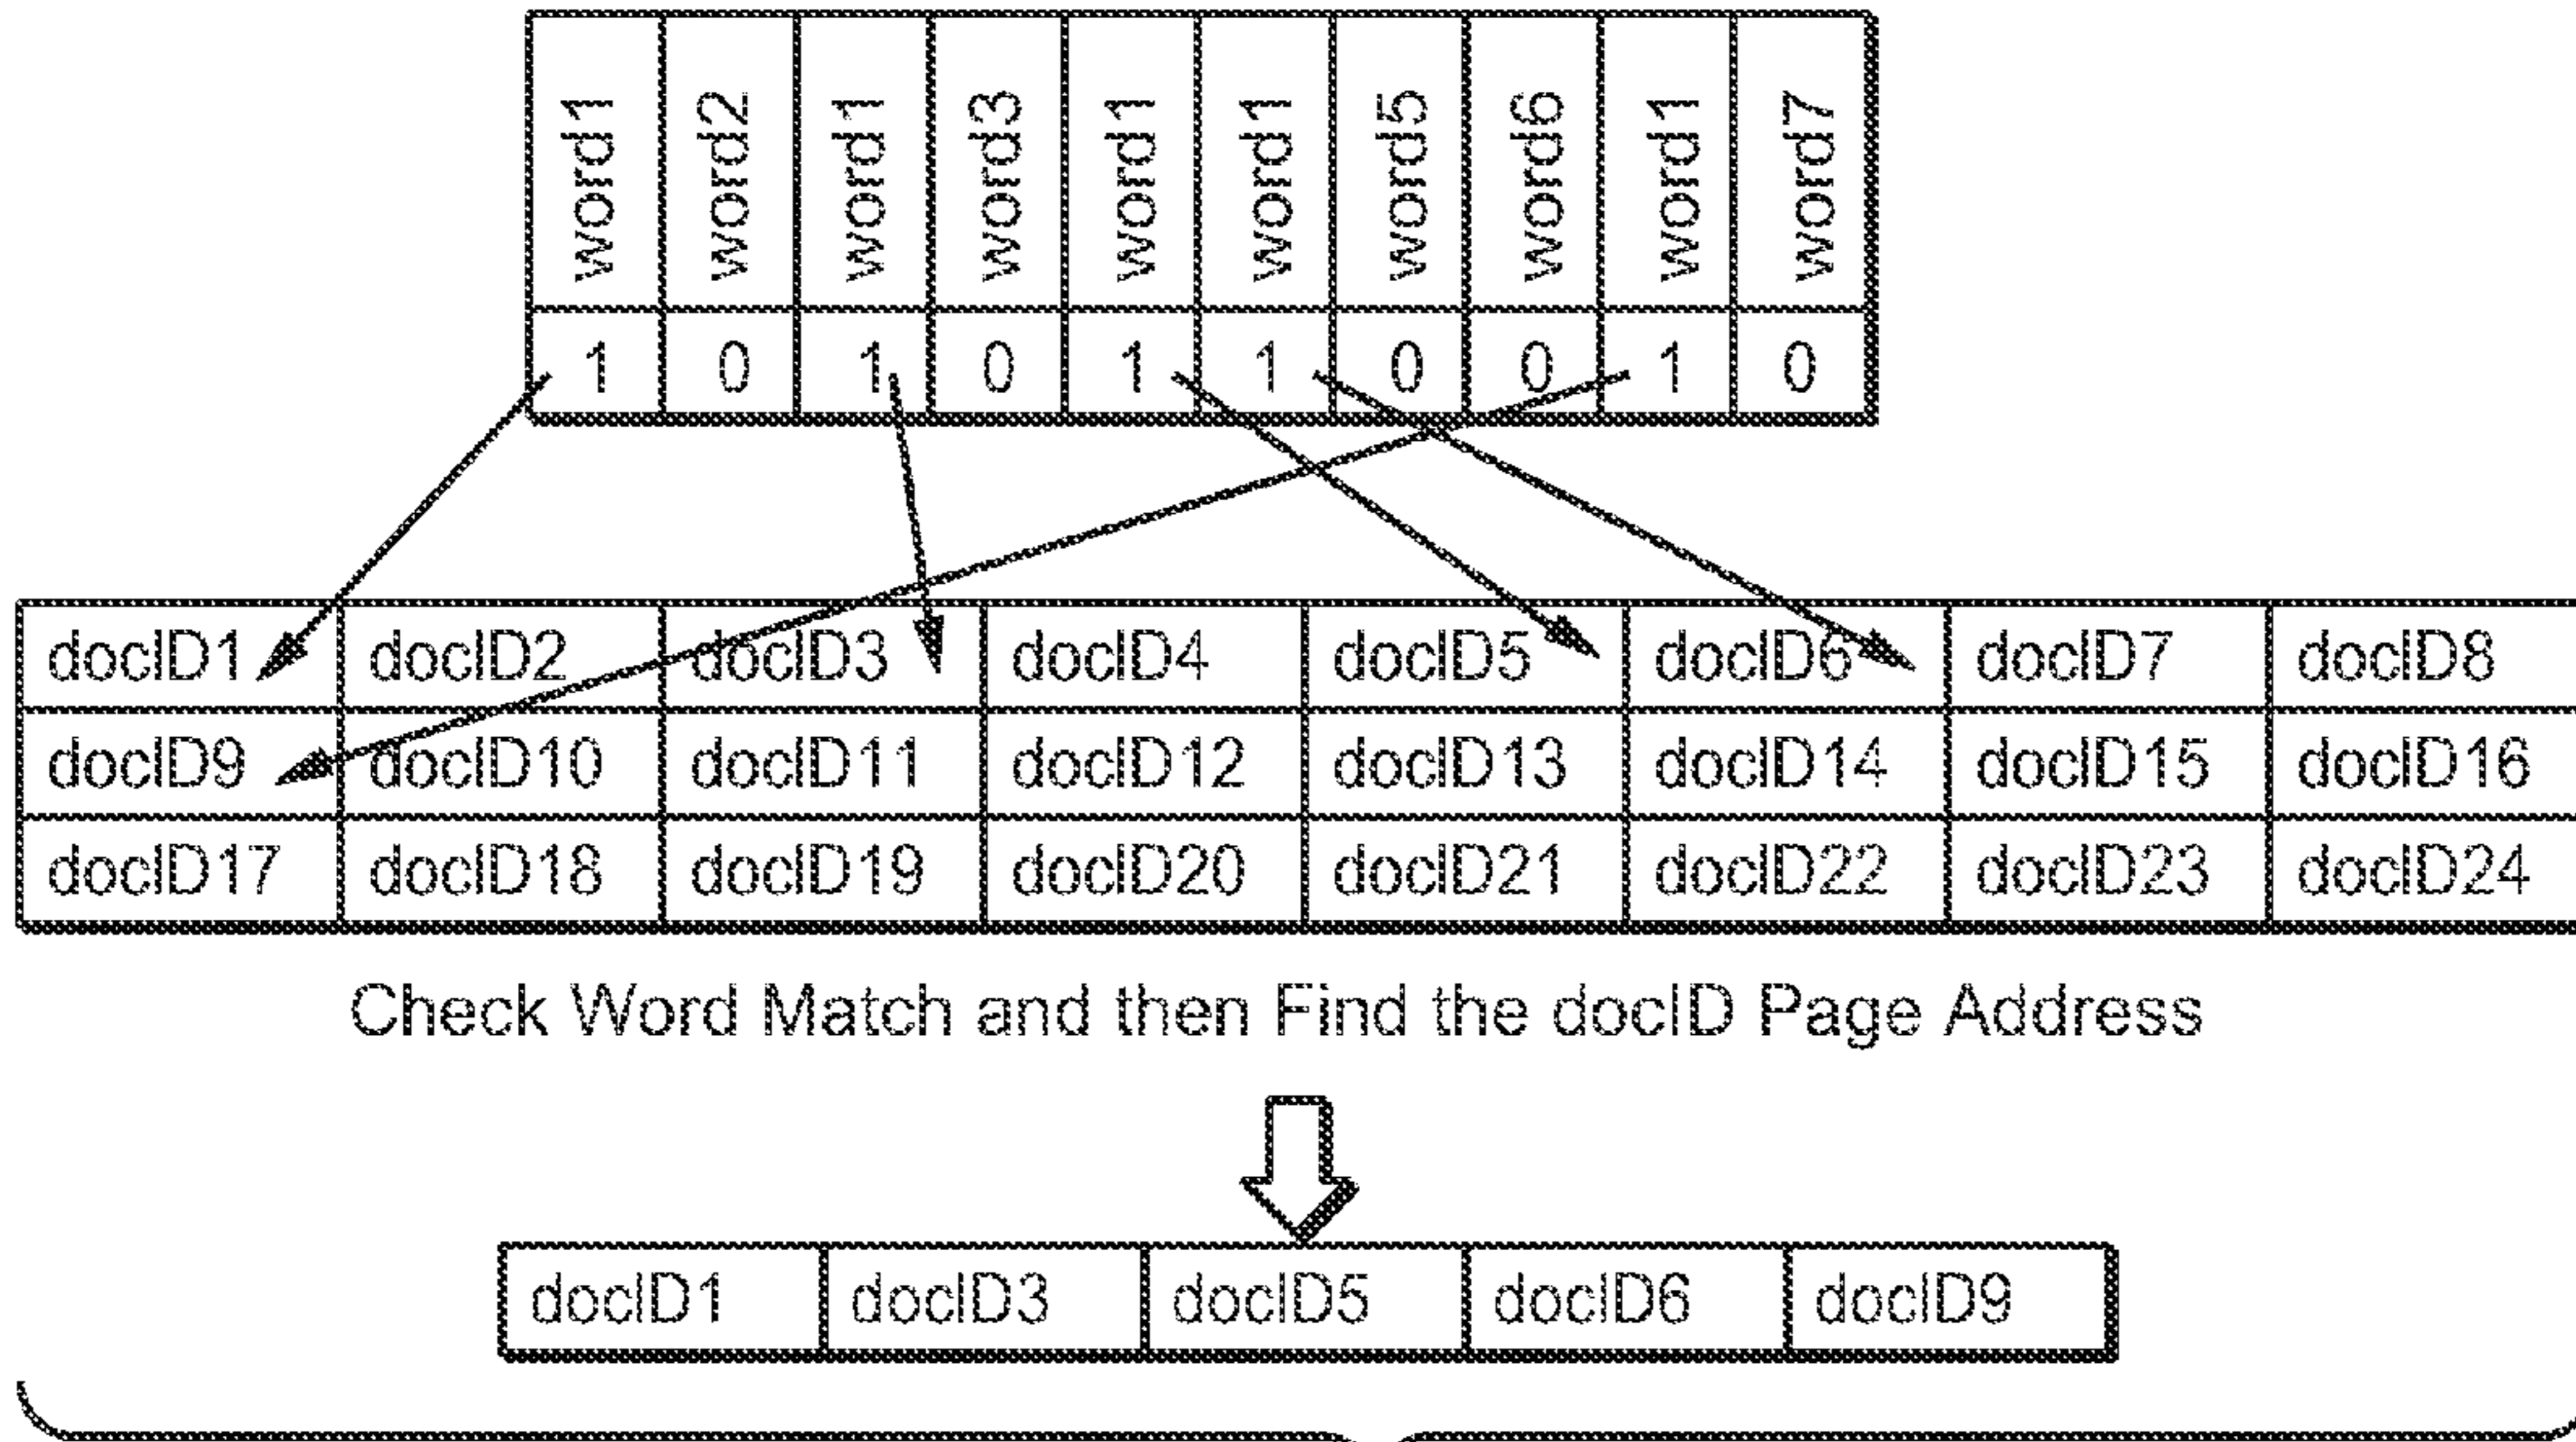 word1 word2 word1 word3 word1 word1 word5 word6 word1 word7
1 0 1 0 1 1 0 0 1 0
docID1 docID2 docID3 docID4 docID5 docID6 docID7 docID8
docID9 docID10 docID11 docID12 docID13 docID14 docID15 docID16
docID17 docID18 docID19 docID20 docID21 docID22 docID23 docID24
Check Word Match and then Find the docID Page Address
docID1 docID3 docID5 docID6 docID9